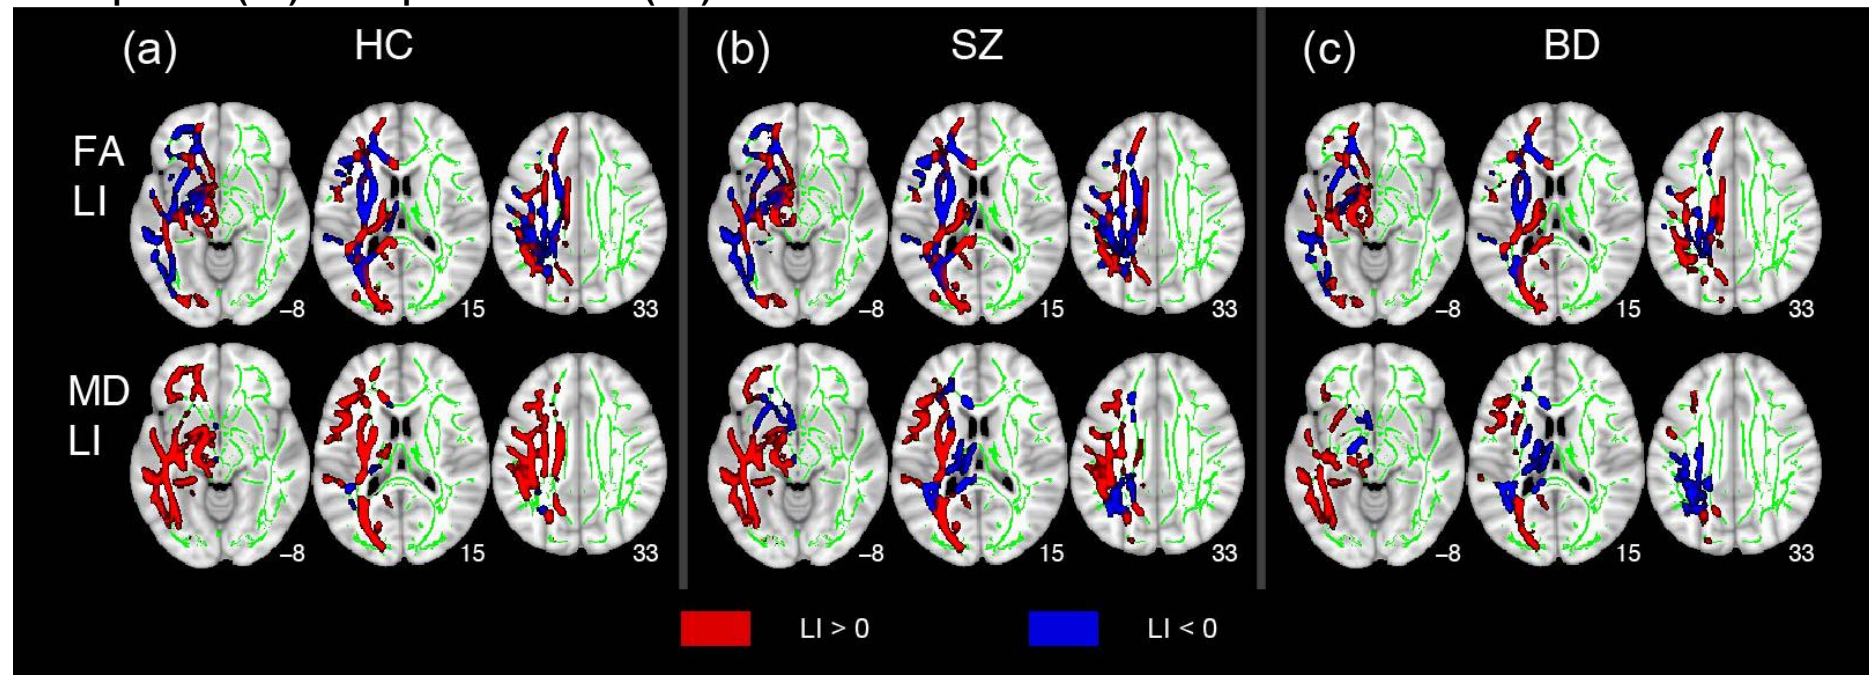 (a) HC (b) SZ (c) BD
FA
LI
–8 15 33 –8 15 33 –8 15 33
MD
LI
–8 15 33 –8 15 33 –8 15 33
LI > 0 LI < 0